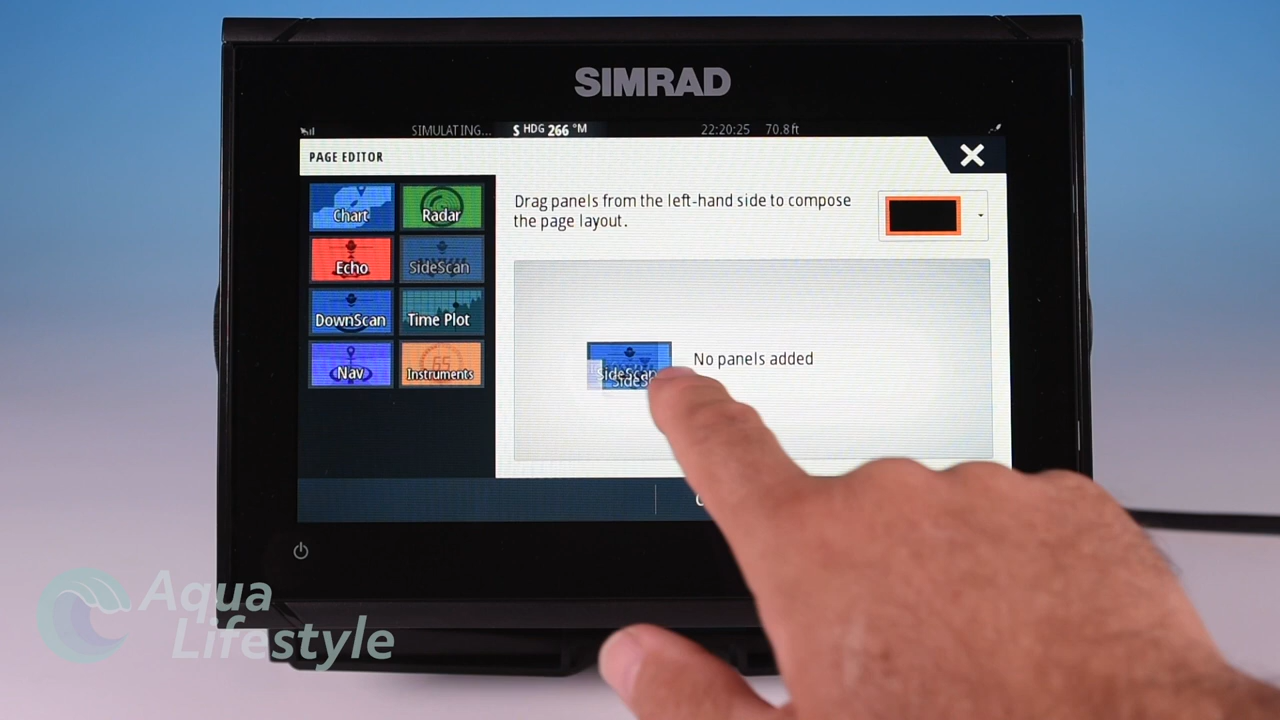 SIMRAD
SIMULATING... S HDG 266 °M 22:20:25 70.8ft
PAGE EDITOR
Chart Radar
Echo SideScan
DownScan Time Plot
Nav Instruments
Drag panels from the left-hand side to compose
the page layout.
SideScan
No panels added
Aqua
Lifestyle